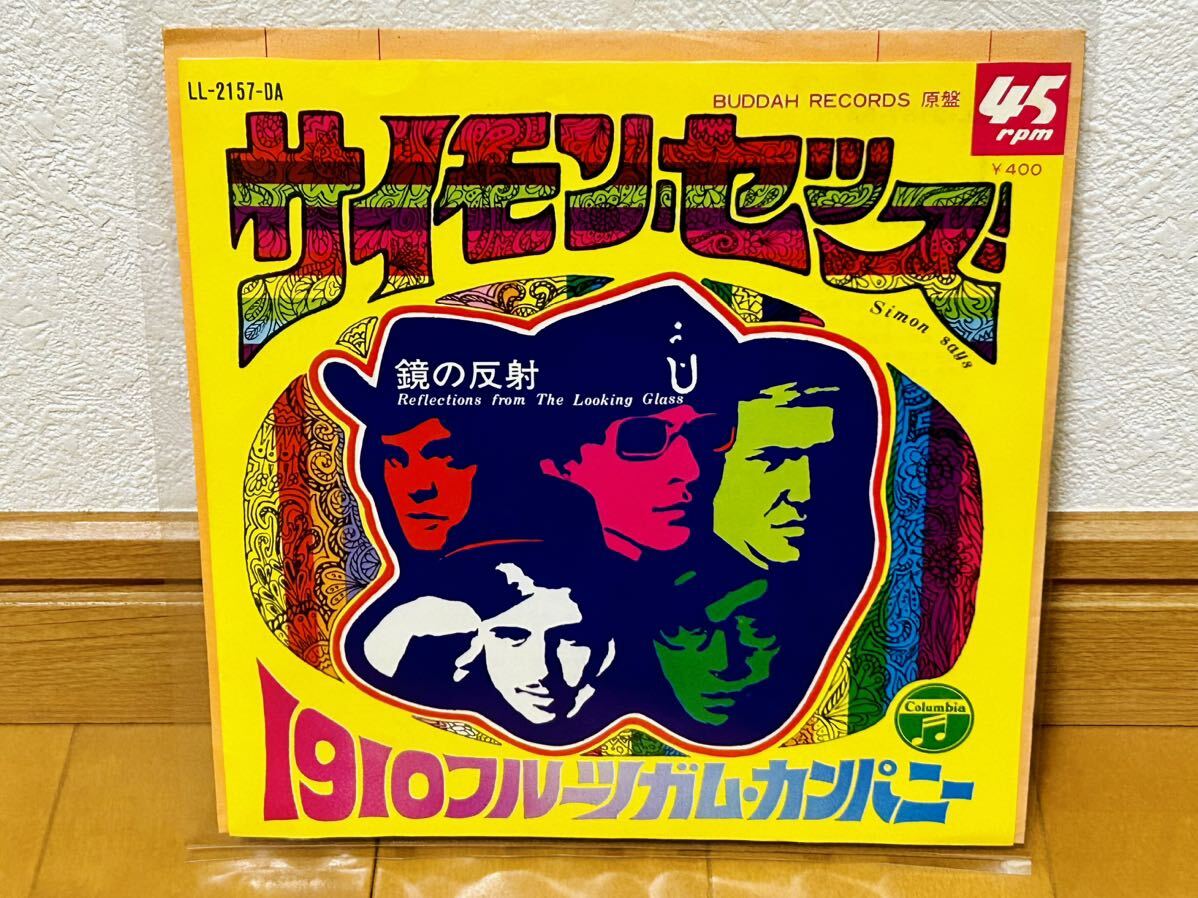 LL-2157-DA
BUDDAH RECORDS 原盤
45
rpm
¥400
サイモン・セッズ
Simon says
鏡の反射
Reflections from The Looking Glass
Columbia
1910フルーツガム・カンパニー